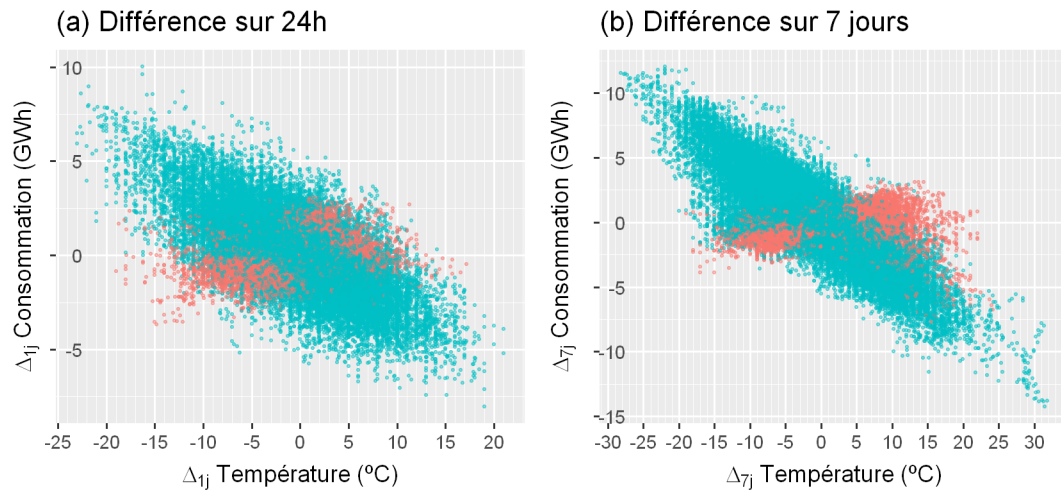 (a) Différence sur 24h
(b) Différence sur 7 jours
Δ1j Consommation (GWh)
10
5
0
-5
-25 -20 -15 -10 -5 0 5 10 15 20
Δ1j Température (ºC)
Δ7j Consommation (GWh)
10
5
0
-5
-10
-15
-30 -25 -20 -15 -10 -5 0 5 10 15 20 25 30
Δ7j Température (ºC)